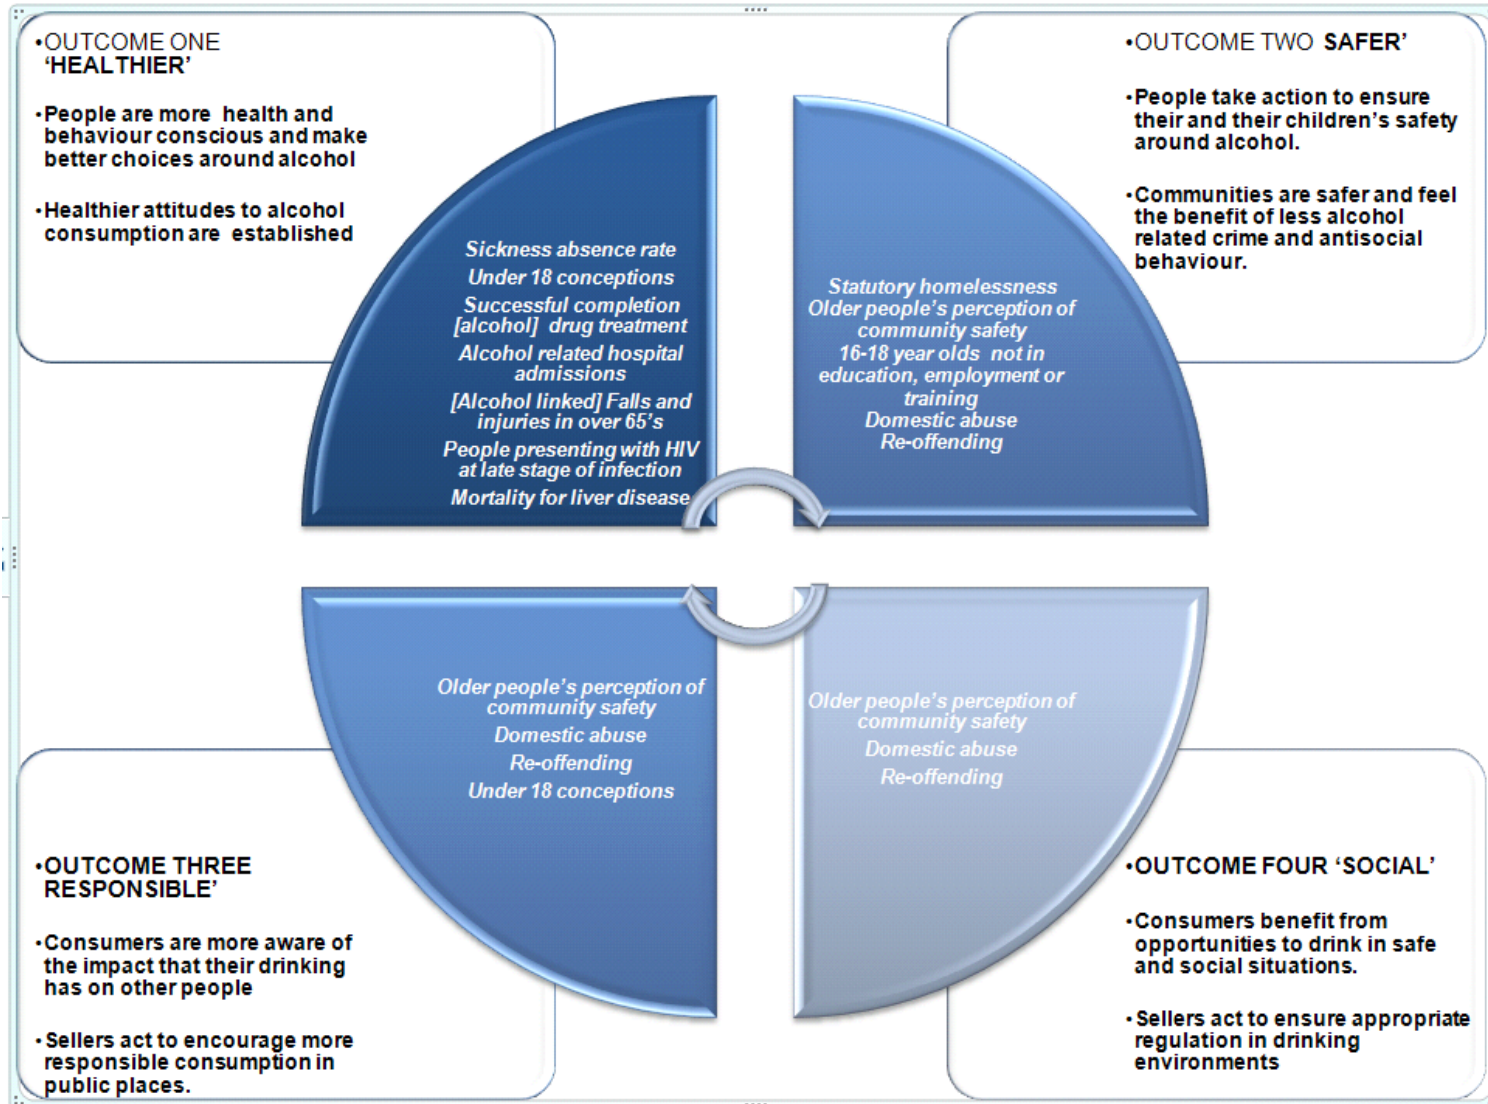 •OUTCOME ONE
‘HEALTHIER’
•People are more health and
behaviour conscious and make
better choices around alcohol
•Healthier attitudes to alcohol
consumption are established
•OUTCOME TWO SAFER’
•People take action to ensure
their and their children’s safety
around alcohol.
•Communities are safer and feel
the benefit of less alcohol
related crime and antisocial
behaviour.
Sickness absence rate
Under 18 conceptions
Successful completion
[alcohol] drug treatment
Alcohol related hospital
admissions
[Alcohol linked] Falls and
injuries in over 65’s
People presenting with HIV
at late stage of infection
Mortality for liver disease
Statutory homelessness
Older people’s perception of
community safety
16-18 year olds not in
education, employment or
training
Domestic abuse
Re-offending
Older people’s perception of
community safety
Domestic abuse
Re-offending
Under 18 conceptions
Older people’s perception of
community safety
Domestic abuse
Re-offending
•OUTCOME THREE
RESPONSIBLE’
•Consumers are more aware of
the impact that their drinking
has on other people
•Sellers act to encourage more
responsible consumption in
public places.
•OUTCOME FOUR ‘SOCIAL’
•Consumers benefit from
opportunities to drink in safe
and social situations.
•Sellers act to ensure appropriate
regulation in drinking
environments